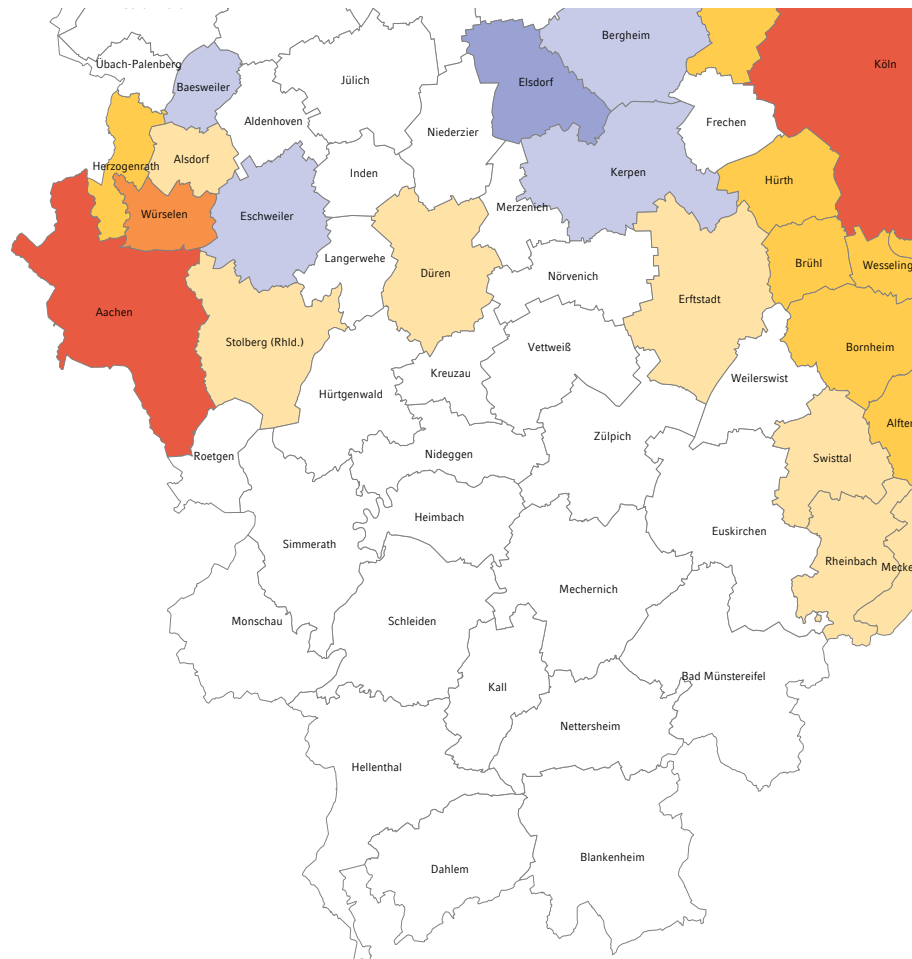 Bergheim
Übach-Palenberg
Köln
Jülich
Elsdorf
Baesweiler
Aldenhoven
Frechen
Niederzier
Alsdorf
Herzogenrath
Inden
Kerpen
Hürth
Merzenich
Würselen
Eschweiler
Langerwehe
Brühl
Wesseling
Düren
Nörvenich
Erftstadt
Aachen
Stolberg (Rhld.)
Vettweiß
Bornheim
Kreuzau
Weilerswist
Hürtgenwald
Alfter
Zülpich
Roetgen
Nideggen
Swisttal
Heimbach
Euskirchen
Simmerath
Rheinbach
Mecke
Mechernich
Monschau
Schleiden
Bad Münstereifel
Kall
Nettersheim
Hellenthal
Blankenheim
Dahlem